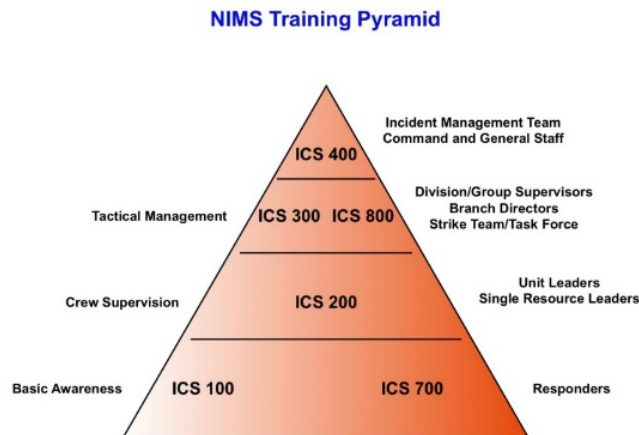 NIMS Training Pyramid
Incident Management Team
Command and General Staff
ICS 400
Division/Group Supervisors
Branch Directors
Strike Team/Task Force
Tactical Management
ICS 300 ICS 800
Unit Leaders
Single Resource Leaders
Crew Supervision
ICS 200
Basic Awareness
ICS 100
ICS 700
Responders